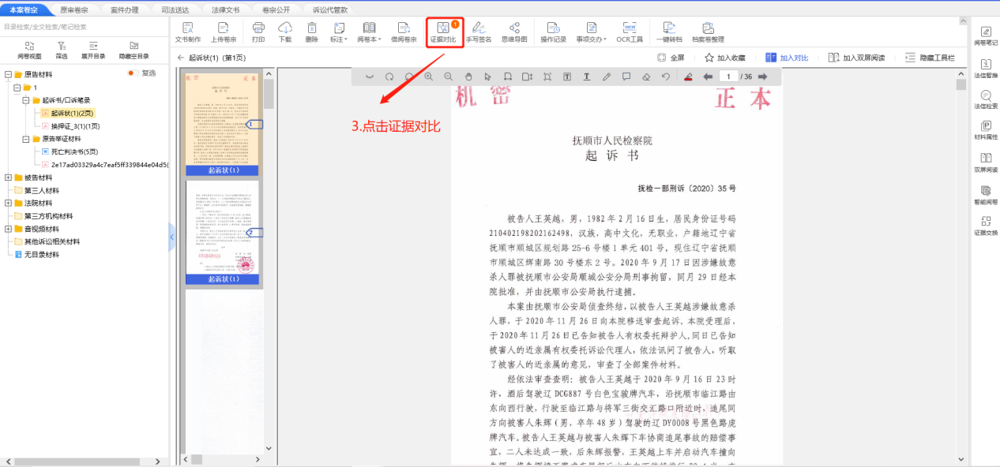 本案卷宗 原审卷宗 案件办理 司法送达 法律文书 卷宗公开 诉讼代管款
目录检索/全文检索/笔记检索
阅卷视图 筛选 展开目录 隐藏空目录
文书制作 上传卷宗 打印 下载 删除 标注 阅卷本 借阅卷宗 证据对比 1 手写签名 思维导图 操作记录 事项交办 OCR工具 一键转档 档案卷整理
起诉状(1) (第1页)
全屏 加入收藏 加入对比 加入双屏阅读 隐藏工具栏
复选
原告材料
1
起诉书/口诉笔录
起诉状(1)(2页)
换押证_3(1)(1页)
原告举证材料
死亡判决书(5页)
2e17ad03329a4c7eaf5ff339844e04d5(
被告材料
第三人材料
法院材料
第三方机构材料
音视频材料
其他诉讼相关材料
无目录材料
1
起诉状(1)
2
起诉状(1)
1 / 36
3.点击证据对比
机 密
正 本
抚顺市人民检察院
起 诉 书
抚检一部刑诉〔2020〕35 号
被告人王英越，男，1982 年 2 月 16 日生，居民身份证号码
210402198202162498，汉族，高中文化，无职业，户籍地辽宁省
抚顺市顺城区规划路 25-6 号楼 1 单元 401 号，现住辽宁省抚顺
市顺城区辉南路 30 号楼东 2 号。2020 年 9 月 17 日因涉嫌故意
杀人罪被抚顺市公安局顺城公安分局刑事拘留，同月 29 日经本
院批准，并由抚顺市公安局执行逮捕。
本案由抚顺市公安局侦查终结，以被告人王英越涉嫌故意杀
人罪，于 2020 年 11 月 26 日向本院移送审查起诉。本院受理后，
于 2020 年 11 月 26 日已告知被告人有权委托辩护人,同日已告知
被害人的近亲属有权委托诉讼代理人，依法讯问了被告人，听取
了被害人的近亲属的意见，审查了全部案件材料。
经依法审查查明：被告人王英越于 2020 年 9 月 16 日 23 时
许，酒后驾驶辽 DCG887 号白色宝骏牌汽车，沿抚顺市临江路由
东向西行驶，行驶至临江路与将军三街交汇路口附近时，追尾同
方向被害人朱辉（男，卒年 48 岁）驾驶的辽 DY0008 号黑色路虎
牌汽车。被告人王英越与被害人朱辉下车协商追尾事故的赔偿事
宜，二人未达成一致，后朱辉报警，王英越上车并启动汽车撞向
阅卷笔记
法信智推
法信检索
材料属性
双屏阅读
智能阅卷
证据交换